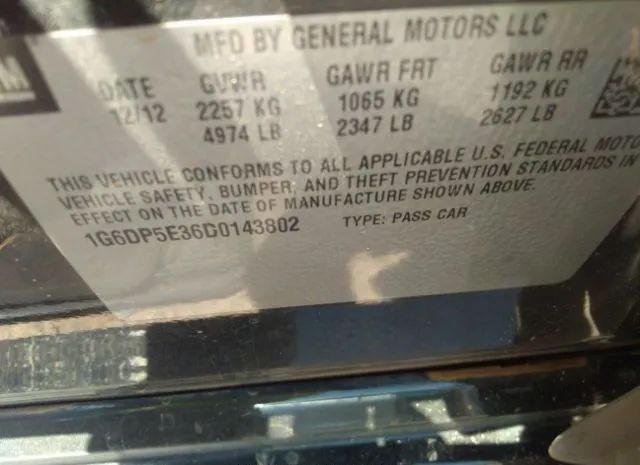 MFD BY GENERAL MOTORS LLC
DATE GVWR GAWR FRT GAWR RR
12/12 2257 KG 1065 KG 1192 KG
4974 LB 2347 LB 2627 LB
THIS VEHICLE CONFORMS TO ALL APPLICABLE U.S. FEDERAL MOTO
VEHICLE SAFETY, BUMPER, AND THEFT PREVENTION STANDARDS IN
EFFECT ON THE DATE OF MANUFACTURE SHOWN ABOVE.
1G6DP5E36D0143802 TYPE: PASS CAR